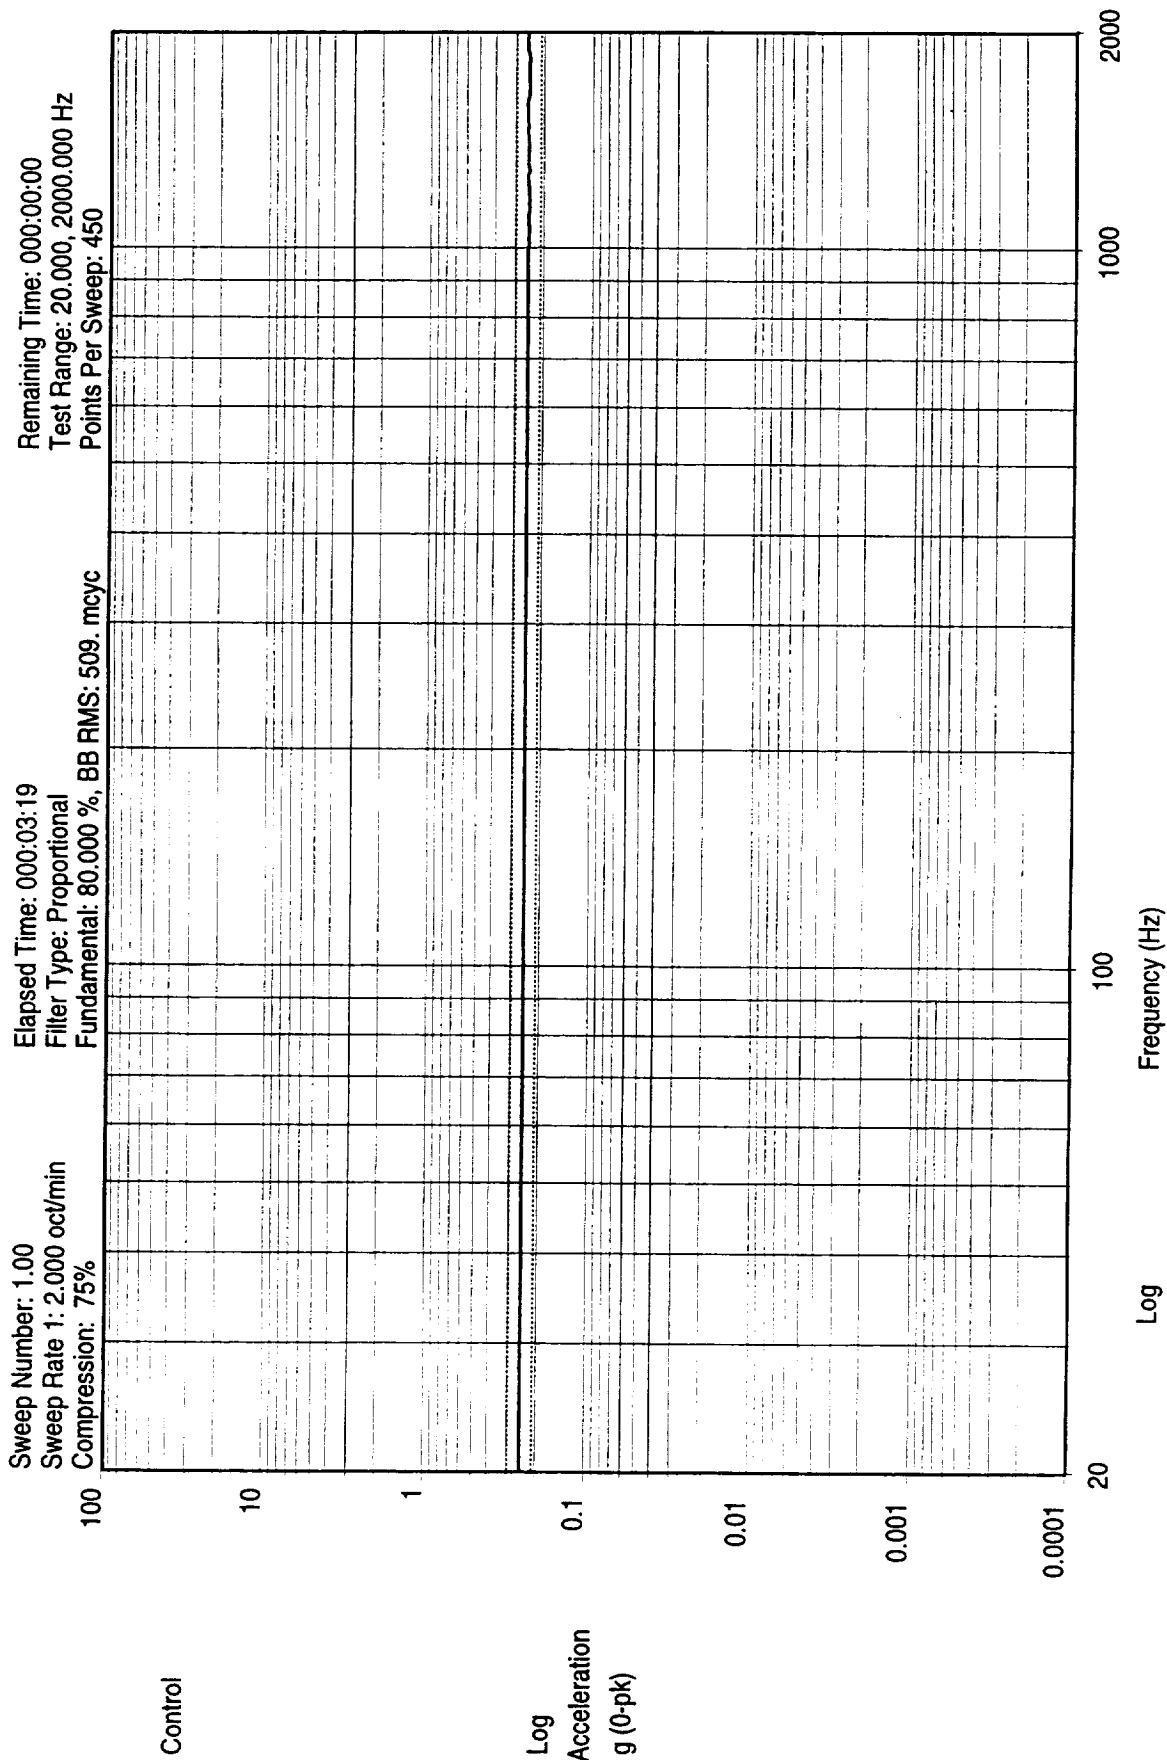 Sweep Number: 1.00
Elapsed Time: 000:03:19
Remaining Time: 000:00:00
Sweep Rate 1: 2.000 oct/min
Filter Type: Proportional
Test Range: 20.000, 2000.000 Hz
Compression: 75%
Fundamental: 80.000 %, BB RMS: 509. mcyc
Points Per Sweep: 450
Control
100
10
1
Log
Acceleration
g (0-pk)
0.1
0.01
0.001
0.0001
20
100
1000
2000
Log
Frequency (Hz)